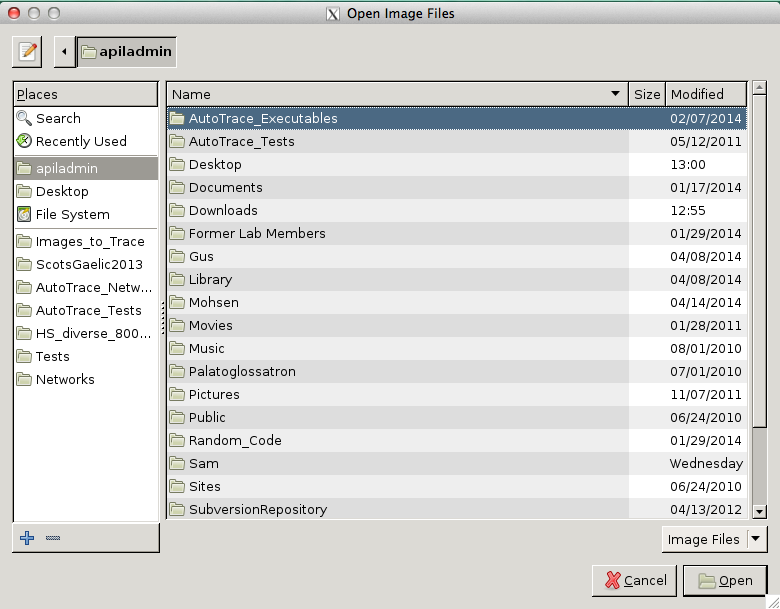 Open Image Files
apiladmin
Places
Search
Recently Used
apiladmin
Desktop
File System
Images_to_Trace
ScotsGaelic2013
AutoTrace_Netw...
AutoTrace_Tests
HS_diverse_800...
Tests
Networks
Name Size Modified
AutoTrace_Executables 02/07/2014
AutoTrace_Tests 05/12/2011
Desktop 13:00
Documents 01/17/2014
Downloads 12:55
Former Lab Members 01/29/2014
Gus 04/08/2014
Library 04/08/2014
Mohsen 04/14/2014
Movies 01/28/2011
Music 08/01/2010
Palatoglossatron 07/01/2010
Pictures 11/07/2011
Public 06/24/2010
Random_Code 01/29/2014
Sam Wednesday
Sites 06/24/2010
SubversionRepository 04/13/2012
Image Files
Cancel Open